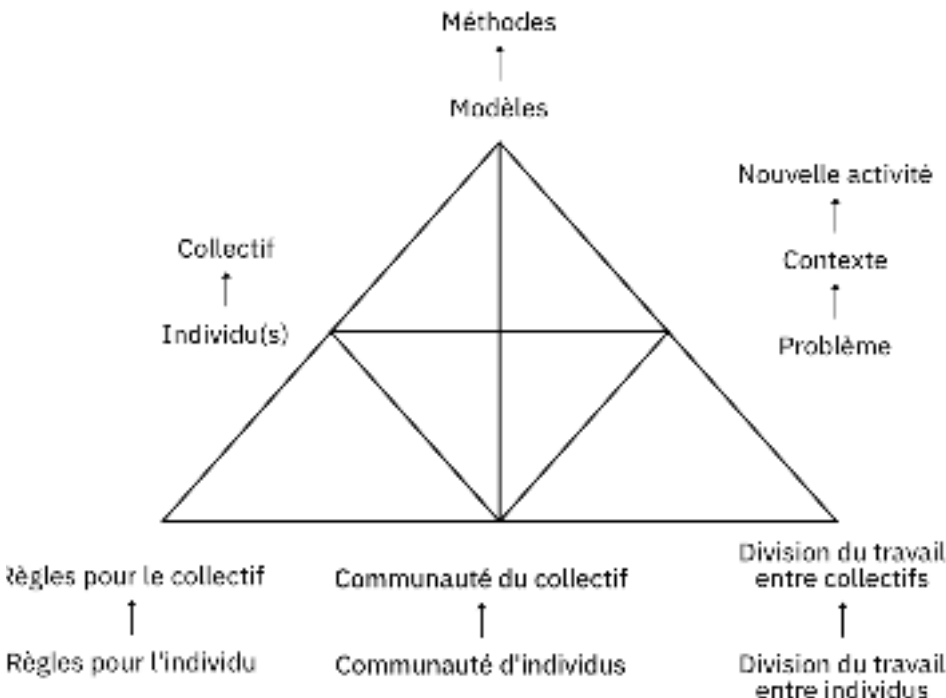 Méthodes
Modèles
Nouvelle activité
Collectif
Contexte
Individu(s)
Problème
Règles pour le collectif
Communauté du collectif
Division du travail
entre collectifs
Règles pour l'individu
Communauté d'individus
Division du travail
entre individus